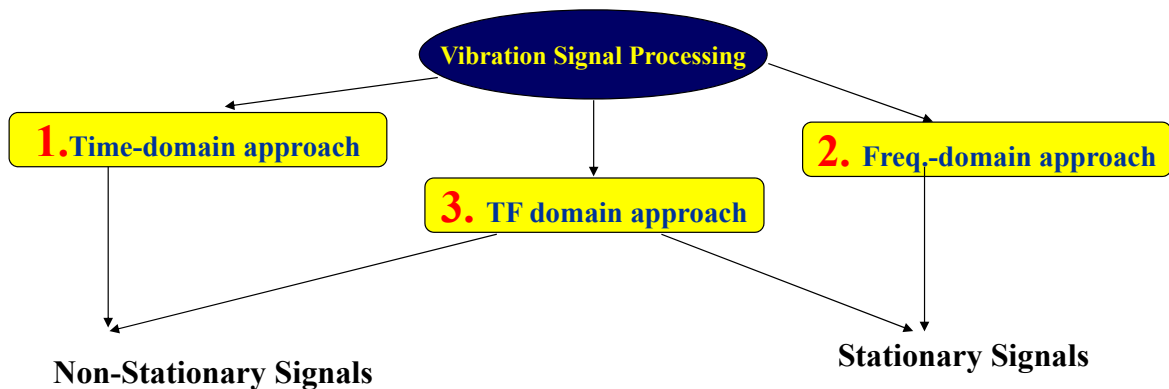 Vibration Signal Processing
1.Time-domain approach
2. Freq.-domain approach
3. TF domain approach
Non-Stationary Signals
Stationary Signals